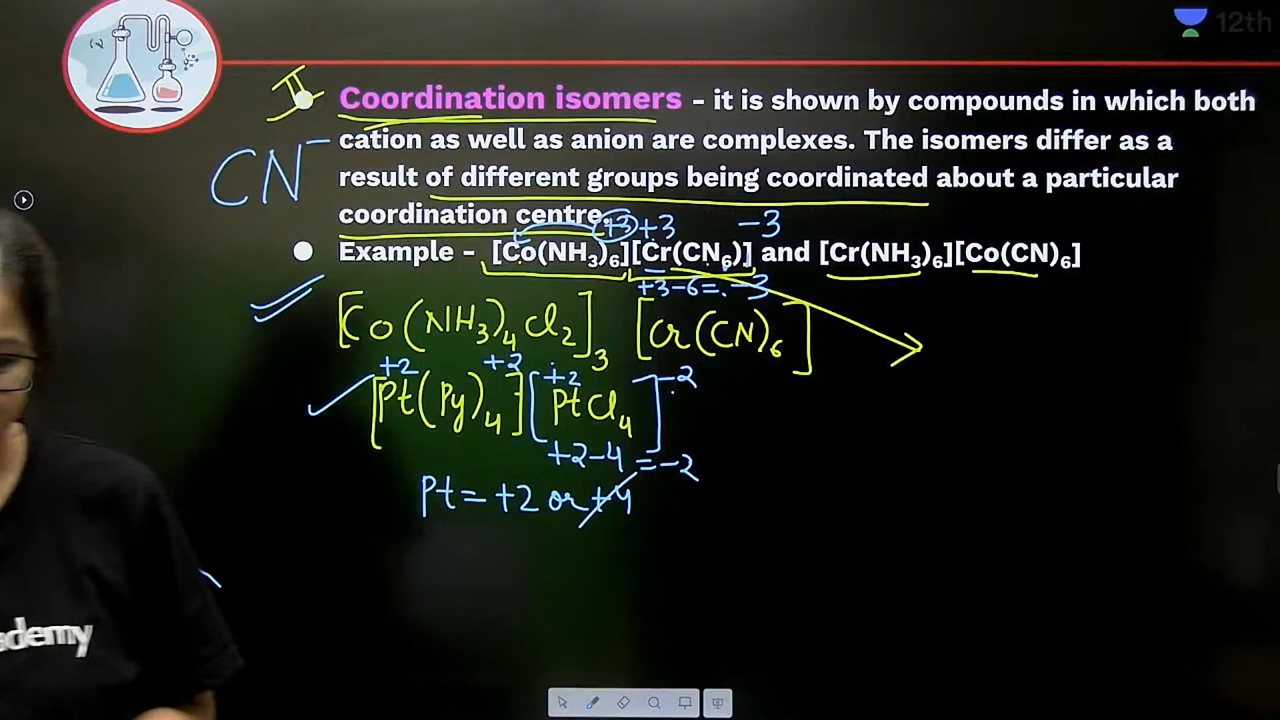 12th
II
Coordination isomers - it is shown by compounds in which both
cation as well as anion are complexes. The isomers differ as a
result of different groups being coordinated about a particular
coordination centre.
CN⁻
+3 +3 -3
Example - [Co(NH₃)₆][Cr(CN₆)] and [Cr(NH₃)₆][Co(CN)₆]
+3-6=-3
[Co(NH₃)₄Cl₂]₃ [Cr(CN)₆]
+2 +2 +2 -2
[Pt(Py)₄][PtCl₄]
+2-4=-2
Pt=+2 or +4
ademy